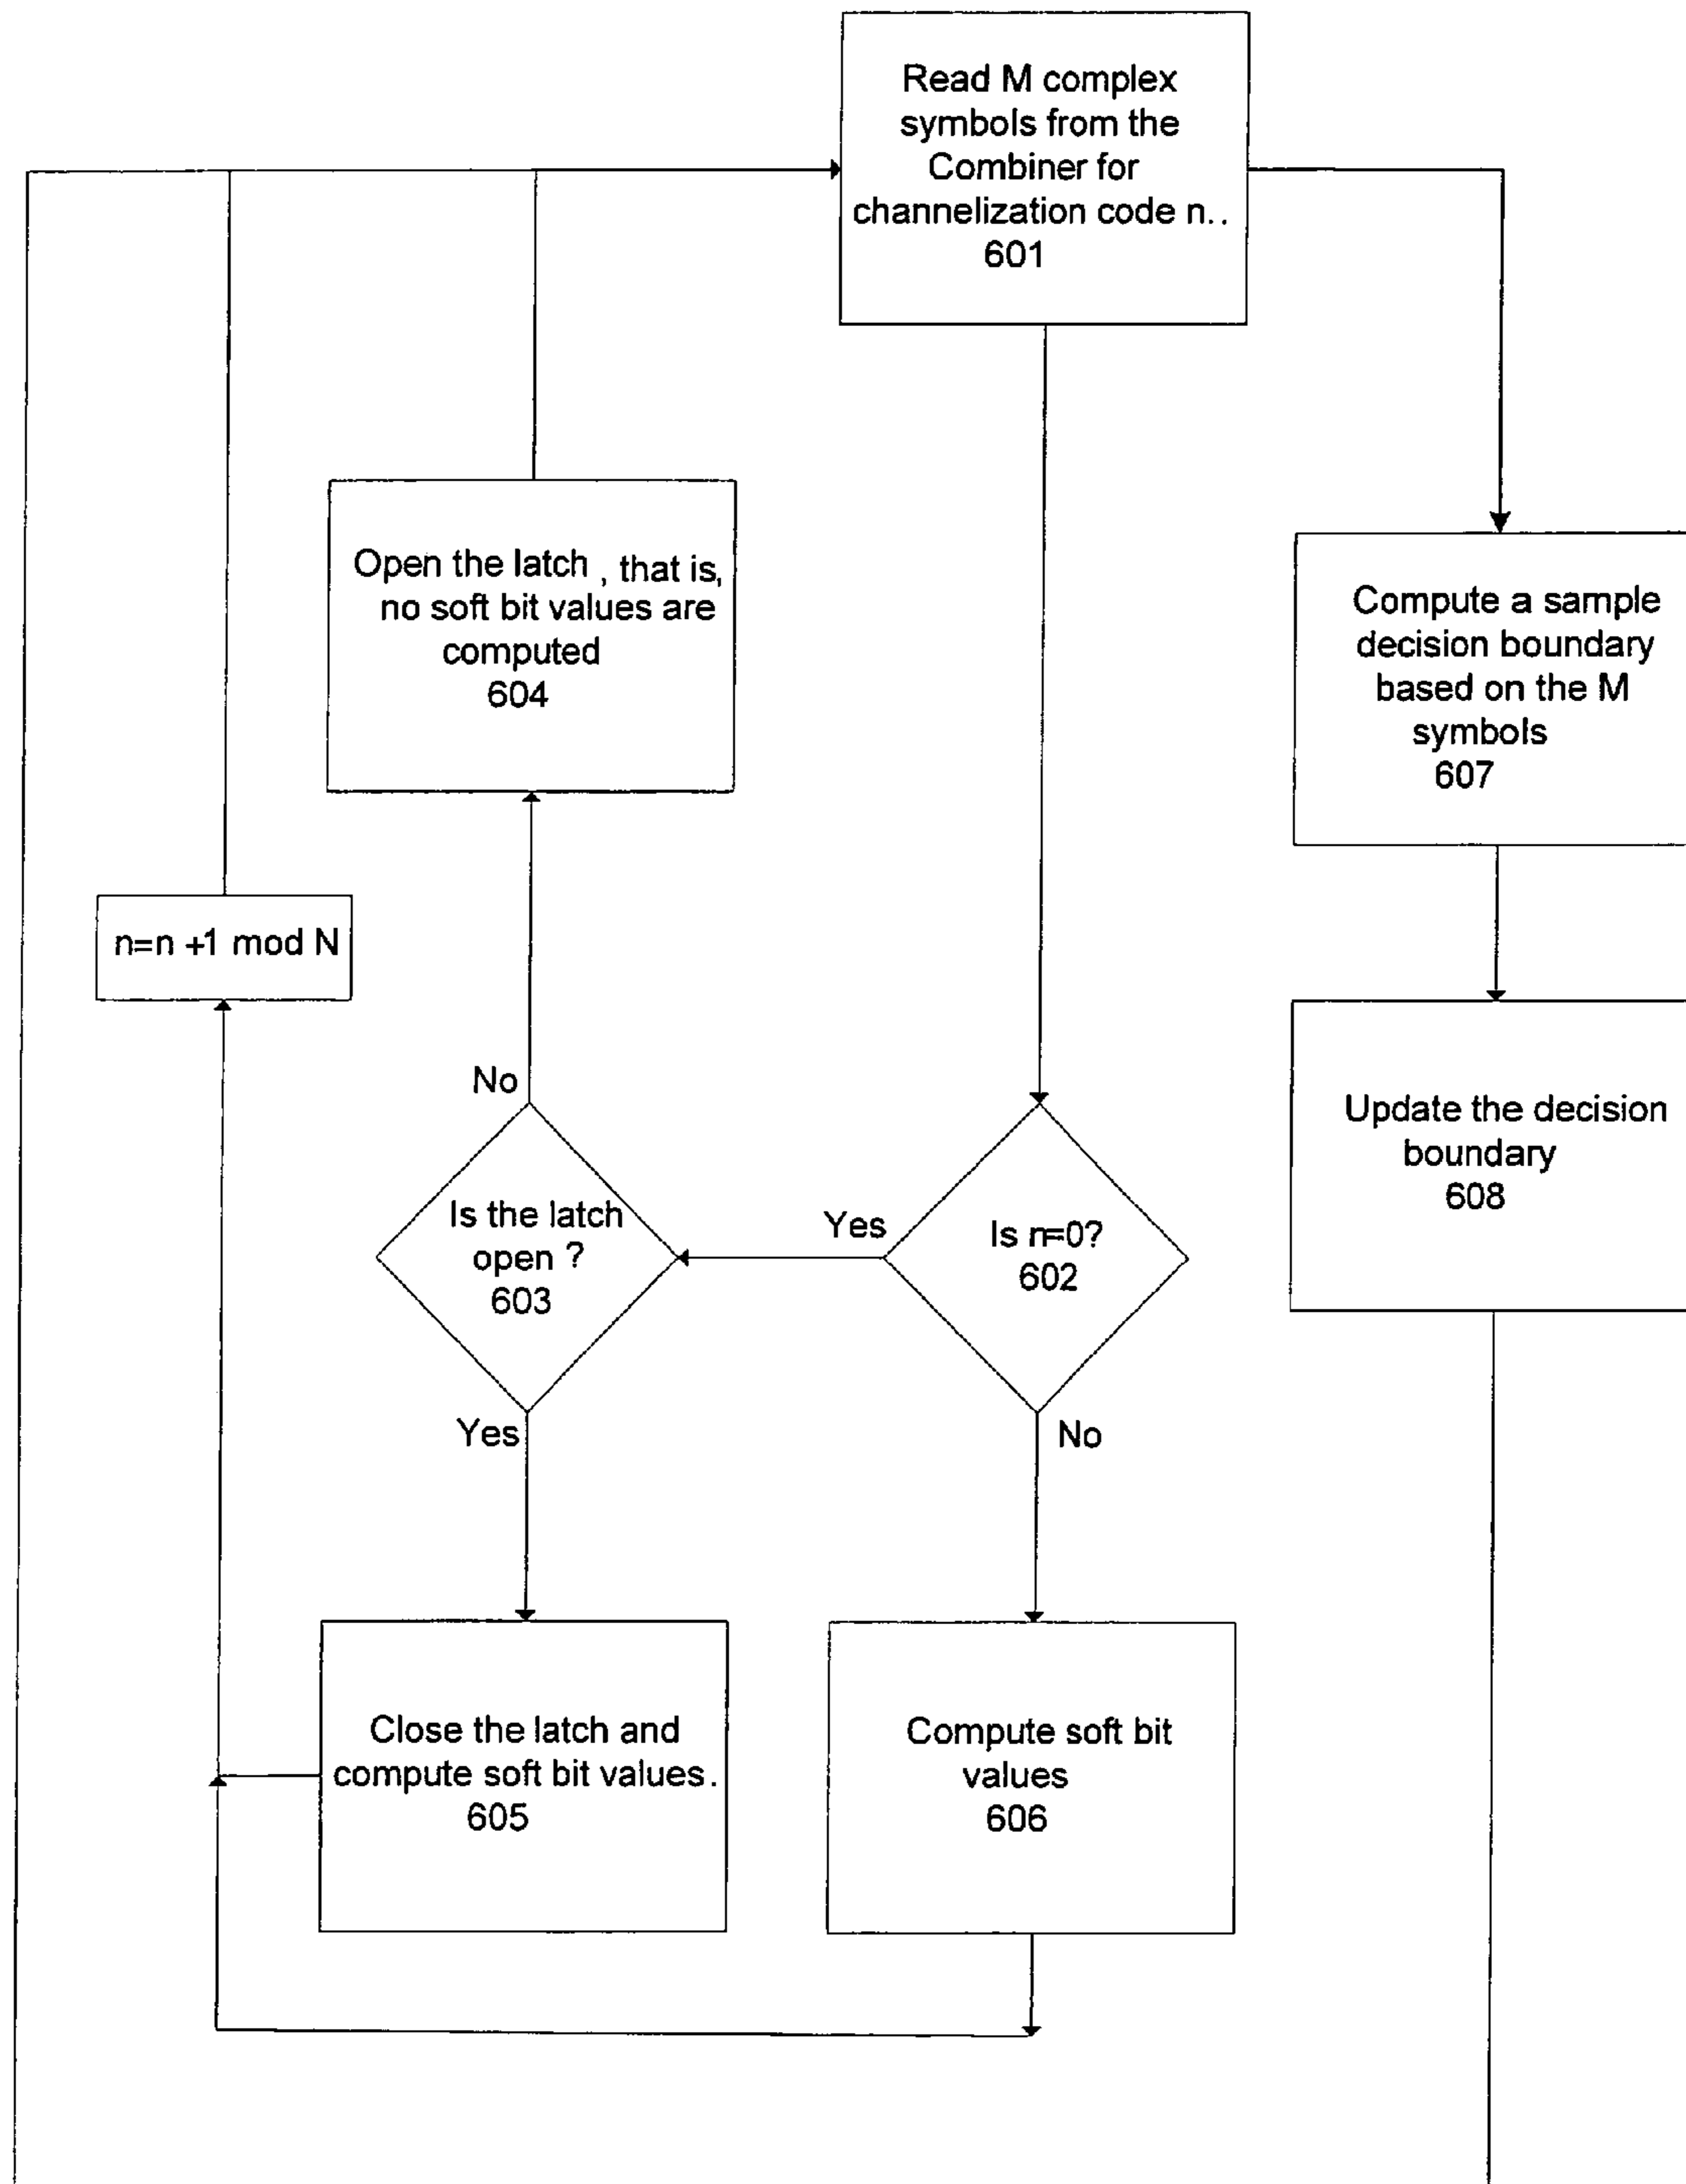 Read M complex
symbols from the
Combiner for
channelization code n..
601
Open the latch , that is,
no soft bit values are
computed
604
Compute a sample
decision boundary
based on the M
symbols
607
n=n +1 mod N
No
Is the latch
open ?
603
Yes
Yes
Is n=0?
602
No
Update the decision
boundary
608
Close the latch and
compute soft bit values.
605
Compute soft bit
values
606